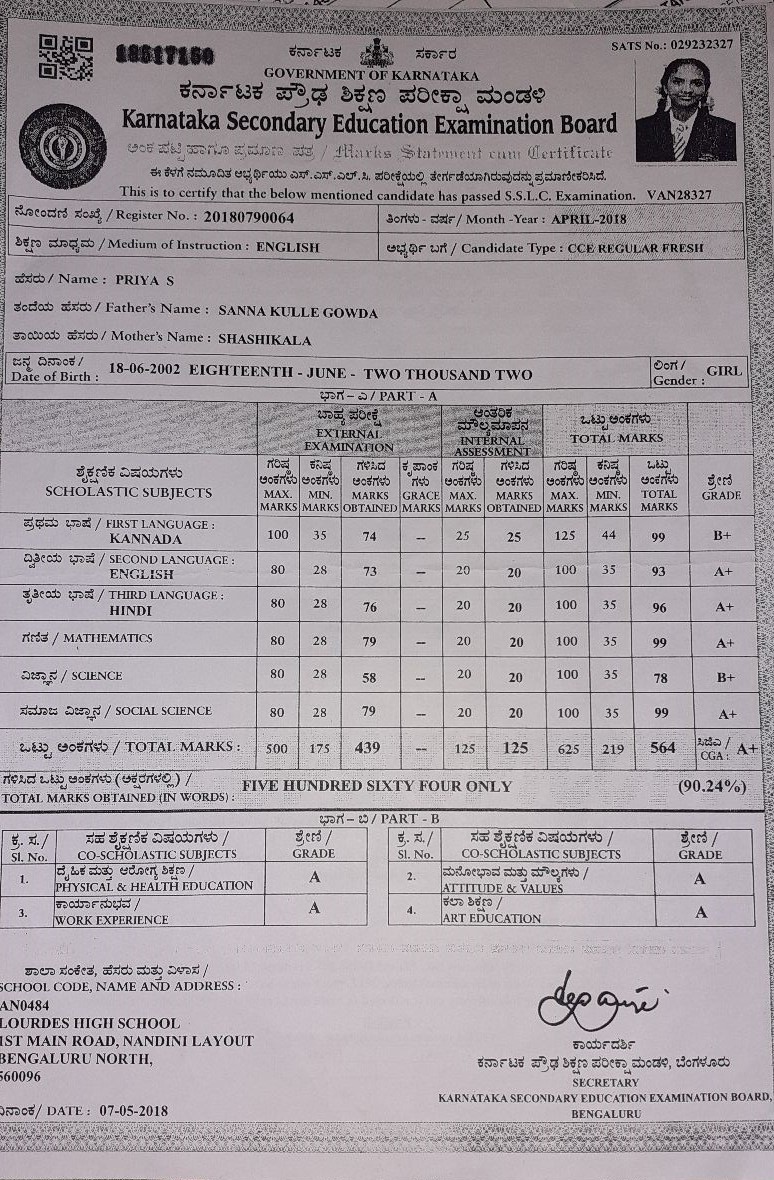 18517160
SATS No.: 029232327
ಕರ್ನಾಟಕ ಸರ್ಕಾರ
GOVERNMENT OF KARNATAKA
ಕರ್ನಾಟಕ ಪ್ರೌಢ ಶಿಕ್ಷಣ ಪರೀಕ್ಷಾ ಮಂಡಳಿ
Karnataka Secondary Education Examination Board
ಅಂಕ ಪಟ್ಟಿ ಹಾಗೂ ಪ್ರಮಾಣ ಪತ್ರ / Marks Statement cum Certificate
ಈ ಕೆಳಗೆ ನಮೂದಿತ ಅಭ್ಯರ್ಥಿಯು ಎಸ್.ಎಸ್.ಎಲ್.ಸಿ. ಪರೀಕ್ಷೆಯಲ್ಲಿ ತೇರ್ಗಡೆಯಾಗಿರುವುದನ್ನು ಪ್ರಮಾಣೀಕರಿಸಿದೆ.
This is to certify that the below mentioned candidate has passed S.S.L.C. Examination. VAN28327
ನೋಂದಣಿ ಸಂಖ್ಯೆ / Register No. : 20180790064 ತಿಂಗಳು - ವರ್ಷ / Month -Year : APRIL-2018
ಶಿಕ್ಷಣ ಮಾಧ್ಯಮ / Medium of Instruction : ENGLISH ಅಭ್ಯರ್ಥಿ ಬಗೆ / Candidate Type : CCE REGULAR FRESH
ಹೆಸರು / Name : PRIYA S
ತಂದೆಯ ಹೆಸರು / Father's Name : SANNA KULLE GOWDA
ತಾಯಿಯ ಹೆಸರು / Mother's Name : SHASHIKALA
ಜನ್ಮ ದಿನಾಂಕ / Date of Birth : 18-06-2002 EIGHTEENTH - JUNE - TWO THOUSAND TWO ಲಿಂಗ / Gender : GIRL
ಭಾಗ – ಎ / PART - A
ಶೈಕ್ಷಣಿಕ ವಿಷಯಗಳು SCHOLASTIC SUBJECTS
ಬಾಹ್ಯ ಪರೀಕ್ಷೆ EXTERNAL EXAMINATION
ಆಂತರಿಕ ಮೌಲ್ಯಮಾಪನ INTERNAL ASSESSMENT
ಒಟ್ಟು ಅಂಕಗಳು TOTAL MARKS
ಶ್ರೇಣಿ GRADE
ಗರಿಷ್ಠ ಅಂಕಗಳು MAX. MARKS
ಕನಿಷ್ಠ ಅಂಕಗಳು MIN. MARKS
ಗಳಿಸಿದ ಅಂಕಗಳು MARKS OBTAINED
ಕೃಪಾಂಕಗಳು GRACE MARKS
ಗರಿಷ್ಠ ಅಂಕಗಳು MAX. MARKS
ಗಳಿಸಿದ ಅಂಕಗಳು MARKS OBTAINED
ಗರಿಷ್ಠ ಅಂಕಗಳು MAX. MARKS
ಕನಿಷ್ಠ ಅಂಕಗಳು MIN. MARKS
ಒಟ್ಟು ಅಂಕಗಳು TOTAL MARKS
ಪ್ರಥಮ ಭಾಷೆ / FIRST LANGUAGE :
KANNADA 100 35 74 -- 25 25 125 44 99 B+
ದ್ವಿತೀಯ ಭಾಷೆ / SECOND LANGUAGE :
ENGLISH 80 28 73 -- 20 20 100 35 93 A+
ತೃತೀಯ ಭಾಷೆ / THIRD LANGUAGE :
HINDI 80 28 76 -- 20 20 100 35 96 A+
ಗಣಿತ / MATHEMATICS 80 28 79 -- 20 20 100 35 99 A+
ವಿಜ್ಞಾನ / SCIENCE 80 28 58 -- 20 20 100 35 78 B+
ಸಮಾಜ ವಿಜ್ಞಾನ / SOCIAL SCIENCE 80 28 79 -- 20 20 100 35 99 A+
ಒಟ್ಟು ಅಂಕಗಳು / TOTAL MARKS : 500 175 439 -- 125 125 625 219 564 ಸಿಜಿಎ / CGA : A+
ಗಳಿಸಿದ ಒಟ್ಟು ಅಂಕಗಳು (ಅಕ್ಷರಗಳಲ್ಲಿ) /
TOTAL MARKS OBTAINED (IN WORDS) : FIVE HUNDRED SIXTY FOUR ONLY (90.24%)
ಭಾಗ – ಬಿ / PART - B
ಕ್ರ. ಸ. / ಸಹ ಶೈಕ್ಷಣಿಕ ವಿಷಯಗಳು / ಶ್ರೇಣಿ / ಕ್ರ. ಸ. / ಸಹ ಶೈಕ್ಷಣಿಕ ವಿಷಯಗಳು / ಶ್ರೇಣಿ /
Sl. No. CO-SCHOLASTIC SUBJECTS GRADE Sl. No. CO-SCHOLASTIC SUBJECTS GRADE
1. ದೈಹಿಕ ಮತ್ತು ಆರೋಗ್ಯ ಶಿಕ್ಷಣ / PHYSICAL & HEALTH EDUCATION A 2. ಮನೋಭಾವ ಮತ್ತು ಮೌಲ್ಯಗಳು / ATTITUDE & VALUES A
3. ಕಾರ್ಯಾನುಭವ / WORK EXPERIENCE A 4. ಕಲಾ ಶಿಕ್ಷಣ / ART EDUCATION A
ಶಾಲಾ ಸಂಕೇತ, ಹೆಸರು ಮತ್ತು ವಿಳಾಸ /
SCHOOL CODE, NAME AND ADDRESS :
AN0484
LOURDES HIGH SCHOOL
1ST MAIN ROAD, NANDINI LAYOUT
BENGALURU NORTH,
560096
ದಿನಾಂಕ / DATE : 07-05-2018
ಕಾರ್ಯದರ್ಶಿ
ಕರ್ನಾಟಕ ಪ್ರೌಢ ಶಿಕ್ಷಣ ಪರೀಕ್ಷಾ ಮಂಡಳಿ, ಬೆಂಗಳೂರು
SECRETARY
KARNATAKA SECONDARY EDUCATION EXAMINATION BOARD,
BENGALURU